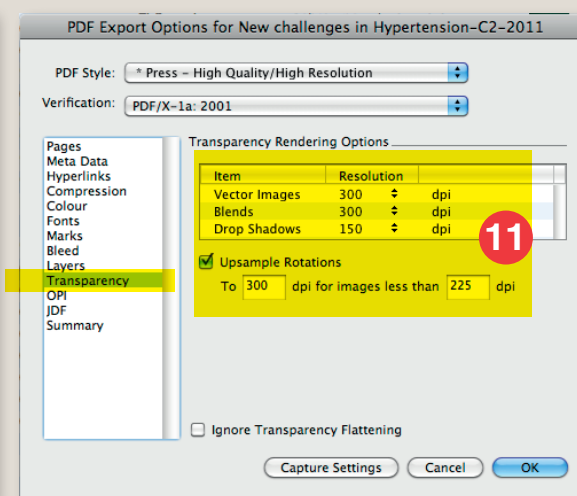 PDF Export Options for New challenges in Hypertension-C2-2011
PDF Style: * Press – High Quality/High Resolution
Verification: PDF/X-1a: 2001
Pages
Meta Data
Hyperlinks
Compression
Colour
Fonts
Marks
Bleed
Layers
Transparency
OPI
JDF
Summary
Transparency Rendering Options
Item Resolution
Vector Images 300 dpi
Blends 300 dpi
Drop Shadows 150 dpi
11
Upsample Rotations
To 300 dpi for images less than 225 dpi
Ignore Transparency Flattening
Capture Settings Cancel OK